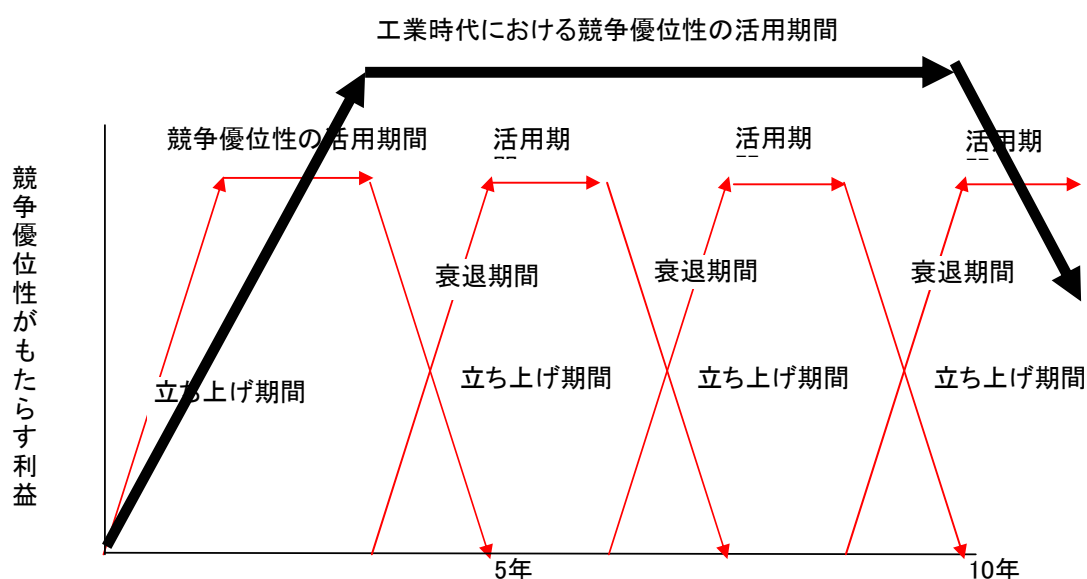 工業時代における競争優位性の活用期間
競争優位性の活用期間
活用期
活用期
活用期
競争優位性がもたらす利益
衰退期間
衰退期間
衰退期間
立ち上げ期間
立ち上げ期間
立ち上げ期間
立ち上げ期間
5年
10年